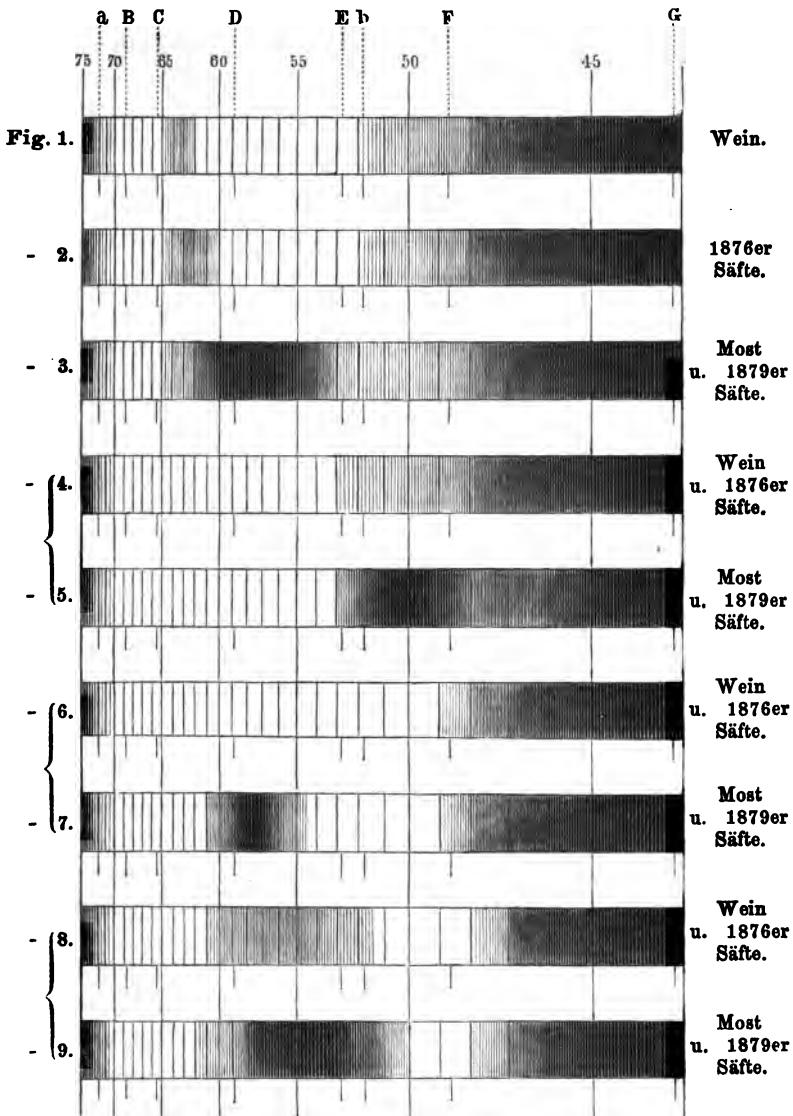 a B C D E b F G
75 70 65 60 55 50 45
Fig. 1. Wein.
- 2. 1876er
Säfte.
- 3. Most
u. 1879er
Säfte.
- 4. Wein
u. 1876er
Säfte.
- 5. Most
u. 1879er
Säfte.
- 6. Wein
u. 1876er
Säfte.
- 7. Most
u. 1879er
Säfte.
- 8. Wein
u. 1876er
Säfte.
- 9. Most
u. 1879er
Säfte.